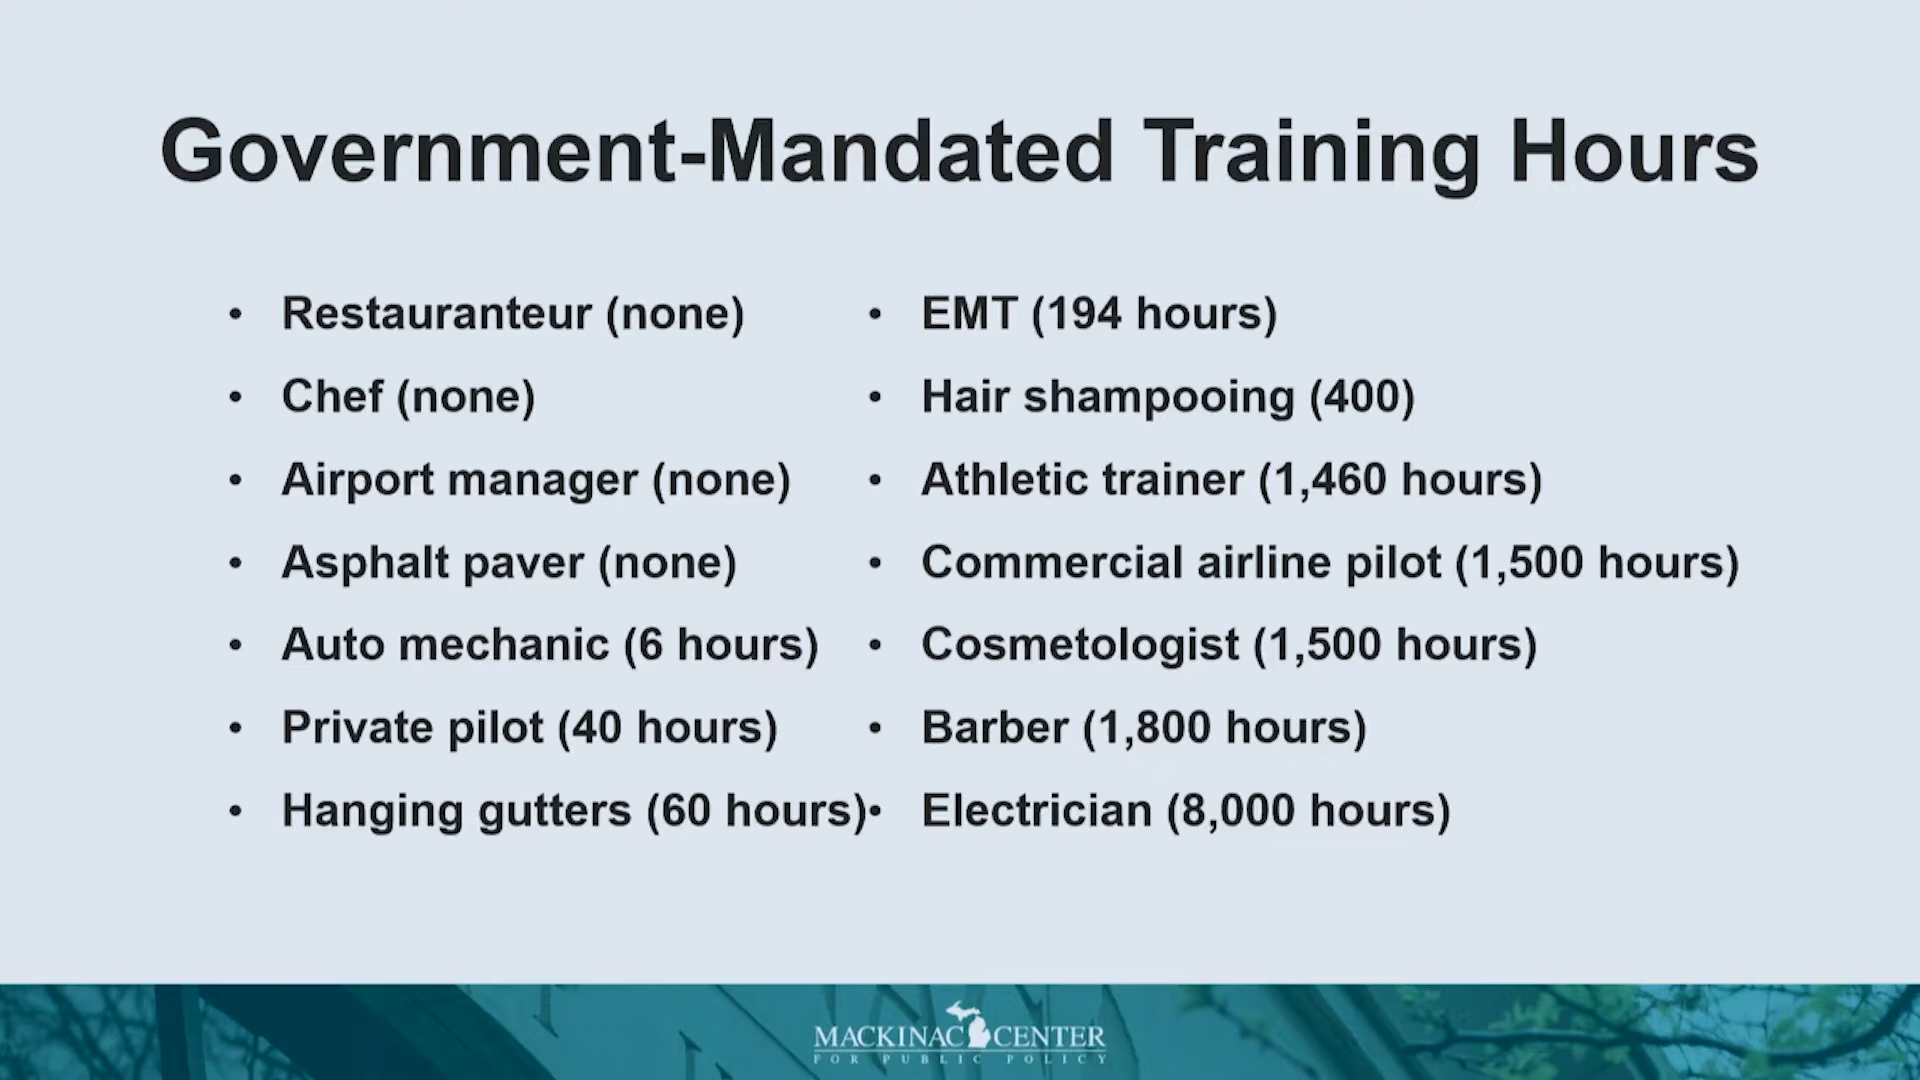 Government-Mandated Training Hours
• Restauranteur (none)
• Chef (none)
• Airport manager (none)
• Asphalt paver (none)
• Auto mechanic (6 hours)
• Private pilot (40 hours)
• Hanging gutters (60 hours)
• EMT (194 hours)
• Hair shampooing (400)
• Athletic trainer (1,460 hours)
• Commercial airline pilot (1,500 hours)
• Cosmetologist (1,500 hours)
• Barber (1,800 hours)
• Electrician (8,000 hours)
MACKINAC CENTER
FOR PUBLIC POLICY